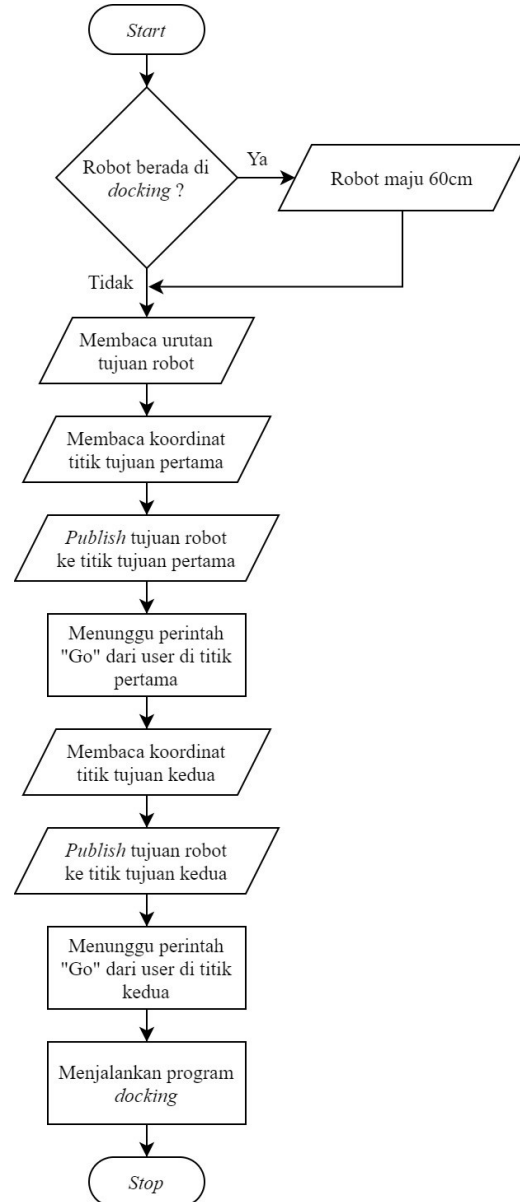 Start
Robot berada di
docking ?
Ya
Robot maju 60cm
Tidak
Membaca urutan
tujuan robot
Membaca koordinat
titik tujuan pertama
Publish tujuan robot
ke titik tujuan pertama
Menunggu perintah
"Go" dari user di titik
pertama
Membaca koordinat
titik tujuan kedua
Publish tujuan robot
ke titik tujuan kedua
Menunggu perintah
"Go" dari user di titik
kedua
Menjalankan program
docking
Stop